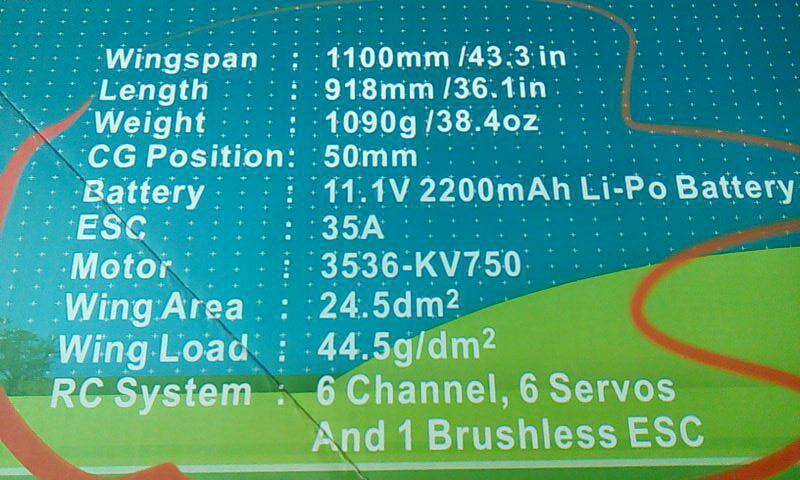 Wingspan : 1100mm /43.3 in
Length : 918mm /36.1in
Weight : 1090g /38.4oz
CG Position: 50mm
Battery : 11.1V 2200mAh Li-Po Battery
ESC : 35A
Motor : 3536-KV750
Wing Area : 24.5dm²
Wing Load : 44.5g/dm²
RC System : 6 Channel, 6 Servos
And 1 Brushless ESC